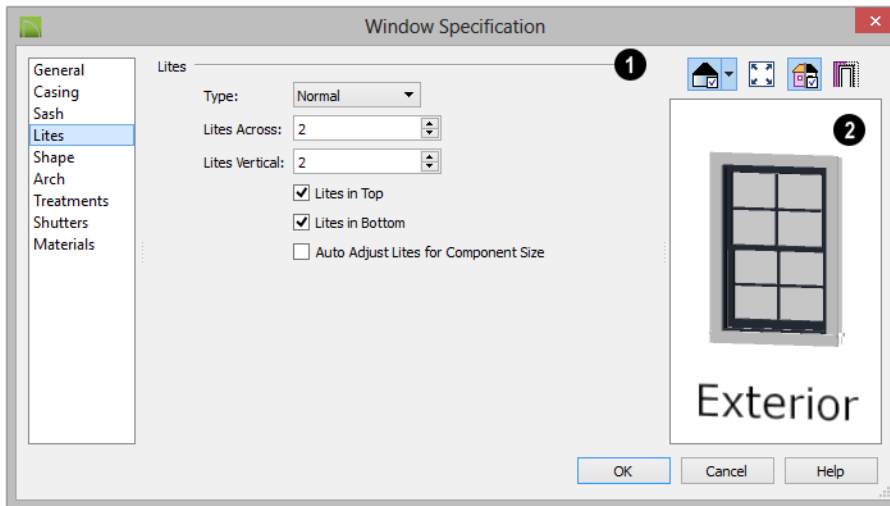 Window Specification
General
Casing
Sash
Lites
Shape
Arch
Treatments
Shutters
Materials
Lites
1
Type: Normal
Lites Across: 2
Lites Vertical: 2
Lites in Top
Lites in Bottom
Auto Adjust Lites for Component Size
2
Exterior
OK Cancel Help